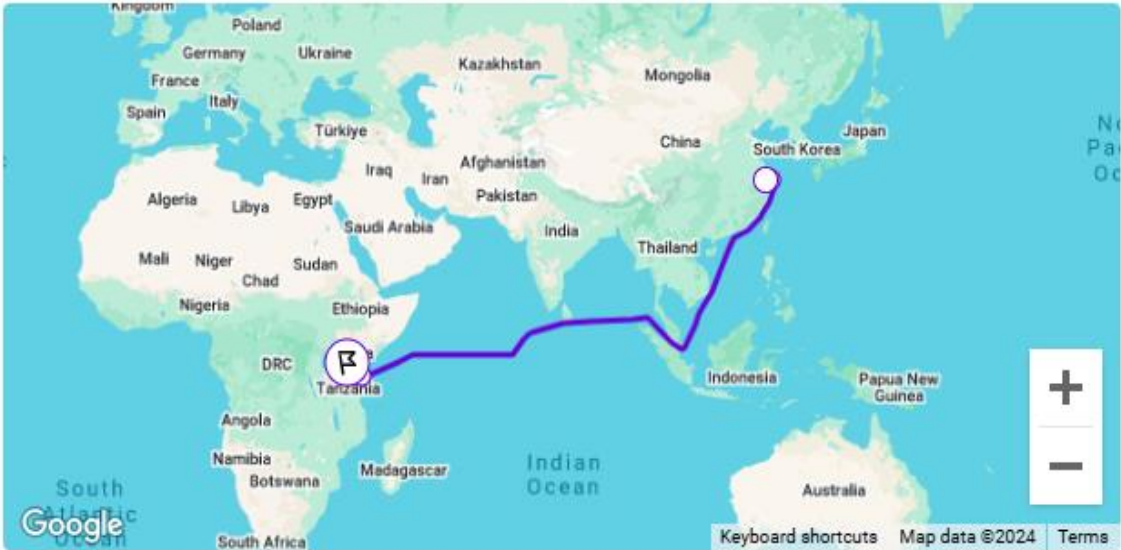 Kingdom
Poland
Germany
Ukraine
Kazakhstan
Mongolia
France
Italy
Spain
Türkiye
China
Japan
South Korea
Iraq
Iran
Afghanistan
Pakistan
Algeria
Libya
Egypt
Saudi Arabia
India
Thailand
Mali
Niger
Chad
Sudan
Nigeria
Ethiopia
DRC
Tanzania
Indonesia
Papua New
Guinea
Angola
Namibia
Botswana
Madagascar
Indian
Ocean
Australia
South
Atlantic
Ocean
South Africa
Google
+
−
Keyboard shortcuts
Map data ©2024
Terms